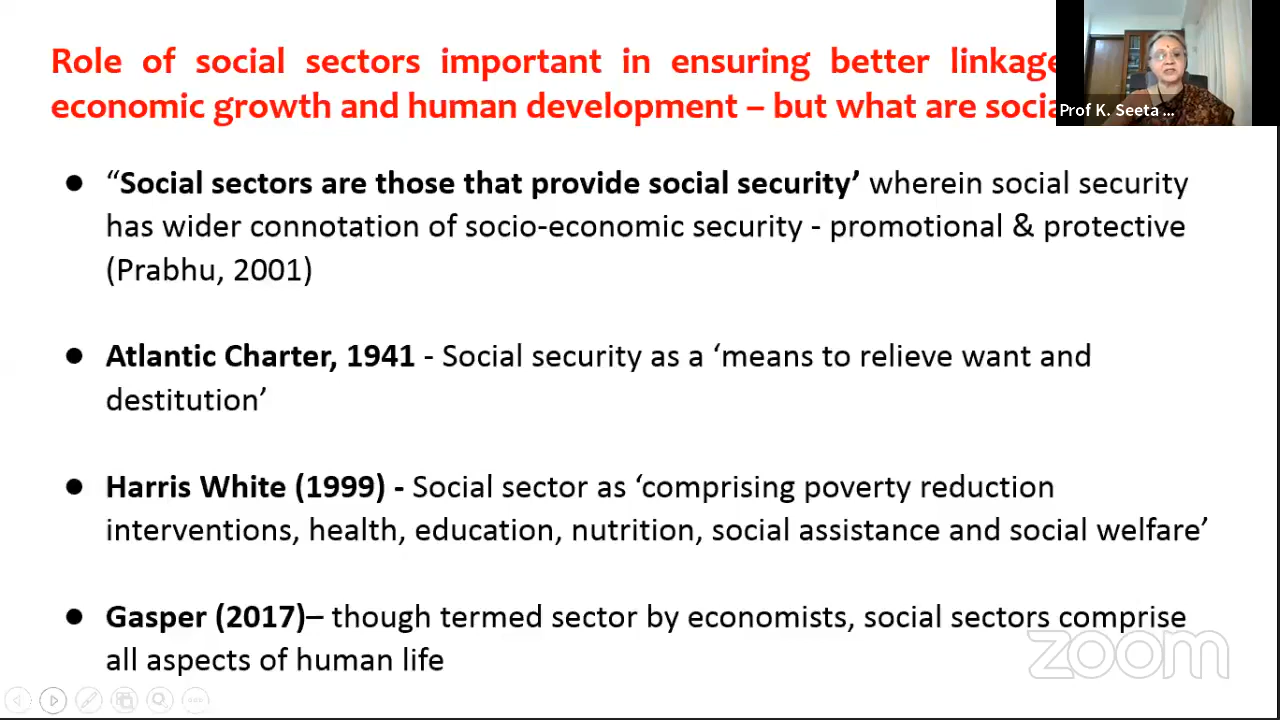 Role of social sectors important in ensuring better linkage
economic growth and human development – but what are socia
Prof K. Seeta ...
● “Social sectors are those that provide social security’ wherein social security
has wider connotation of socio-economic security - promotional & protective
(Prabhu, 2001)
● Atlantic Charter, 1941 - Social security as a ‘means to relieve want and
destitution’
● Harris White (1999) - Social sector as ‘comprising poverty reduction
interventions, health, education, nutrition, social assistance and social welfare’
● Gasper (2017)– though termed sector by economists, social sectors comprise
all aspects of human life
zoom